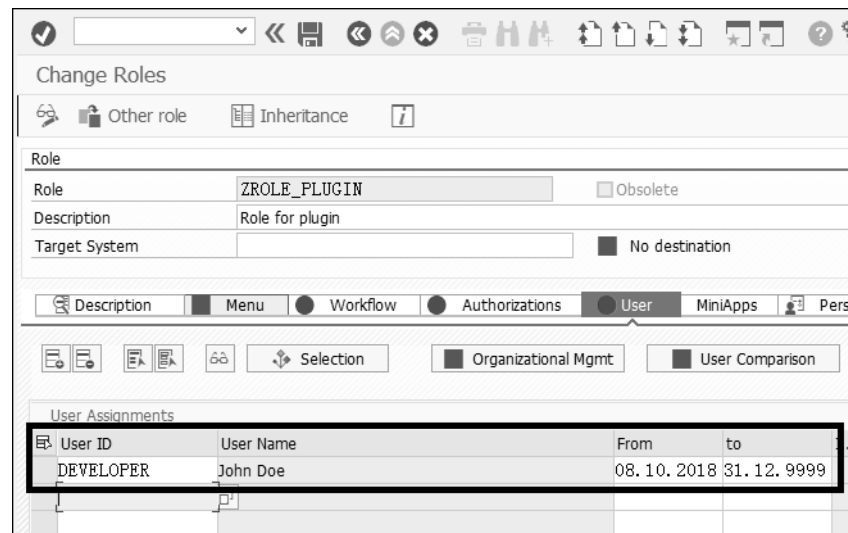 Change Roles
Other role Inheritance i
Role
Role ZROLE_PLUGIN Obsolete
Description Role for plugin
Target System No destination
Description Menu Workflow Authorizations User MiniApps Pers
Selection Organizational Mgmt User Comparison
User Assignments
User ID User Name From to
DEVELOPER John Doe 08.10.2018 31.12.9999